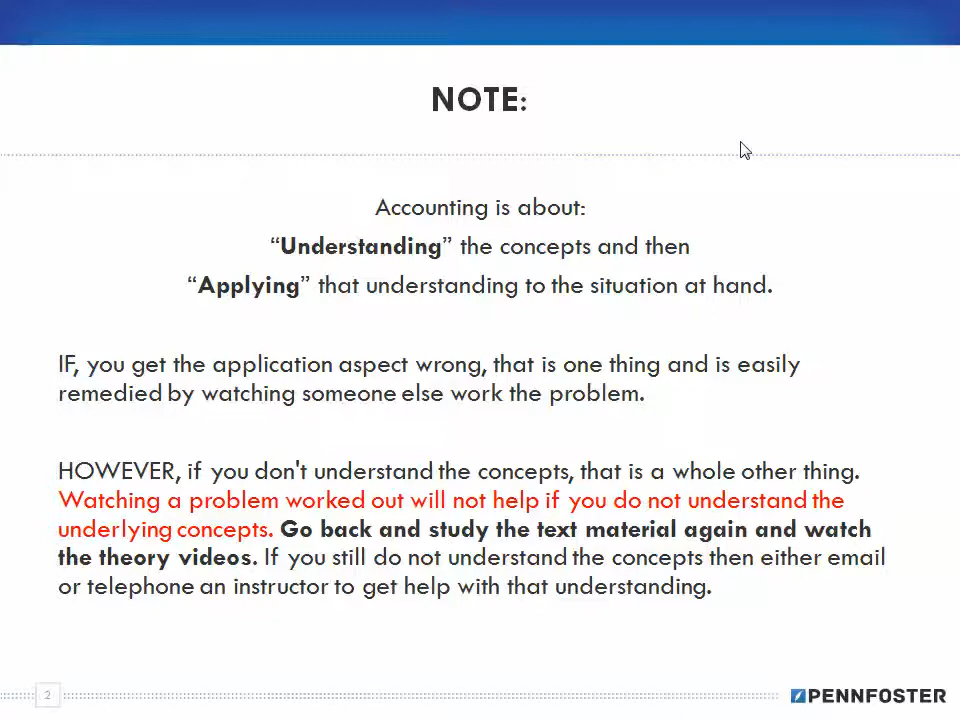 NOTE:
Accounting is about:
“Understanding” the concepts and then
“Applying” that understanding to the situation at hand.
IF, you get the application aspect wrong, that is one thing and is easily
remedied by watching someone else work the problem.
HOWEVER, if you don't understand the concepts, that is a whole other thing.
Watching a problem worked out will not help if you do not understand the
underlying concepts. Go back and study the text material again and watch
the theory videos. If you still do not understand the concepts then either email
or telephone an instructor to get help with that understanding.
2
PENNFOSTER